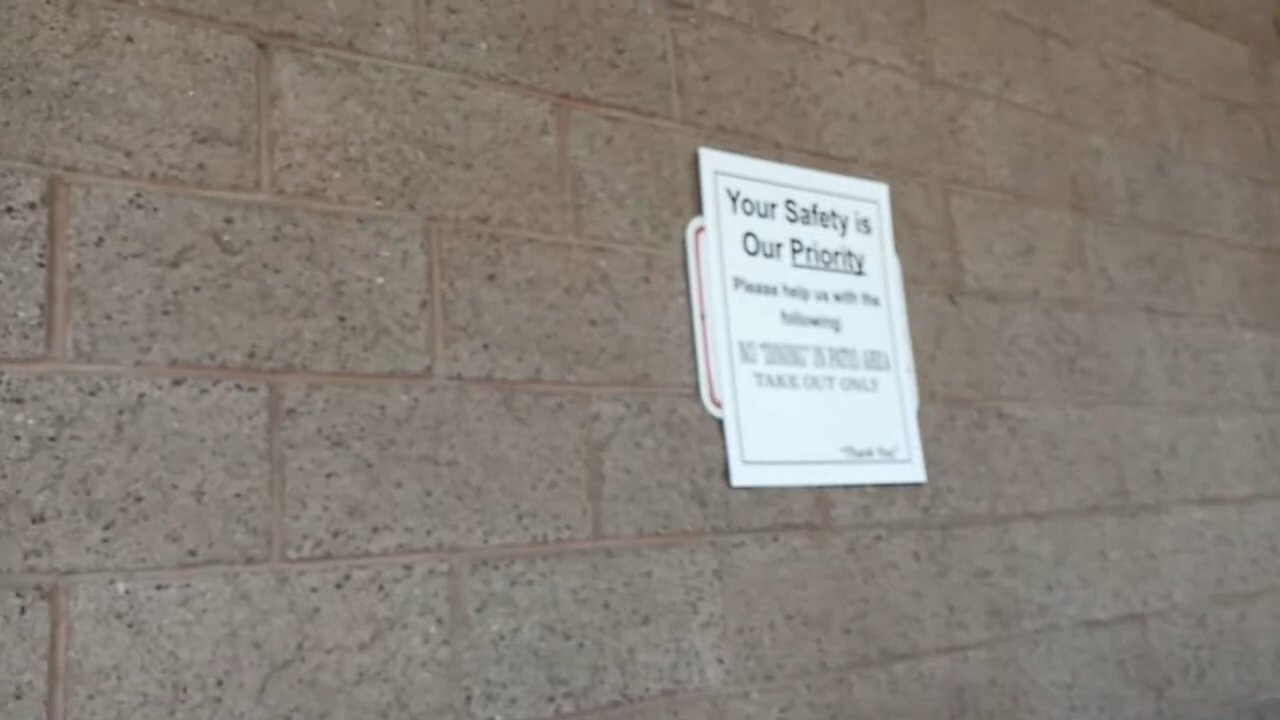 Your Safety is
Our Priority
Please help us with the
following:
NO "DINING" IN PATIO AREA
TAKE OUT ONLY
"Thank You"